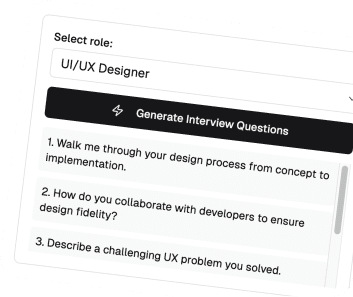 Select role:
UI/UX Designer
Generate Interview Questions
1. Walk me through your design process from concept to
implementation.
2. How do you collaborate with developers to ensure
design fidelity?
3. Describe a challenging UX problem you solved.